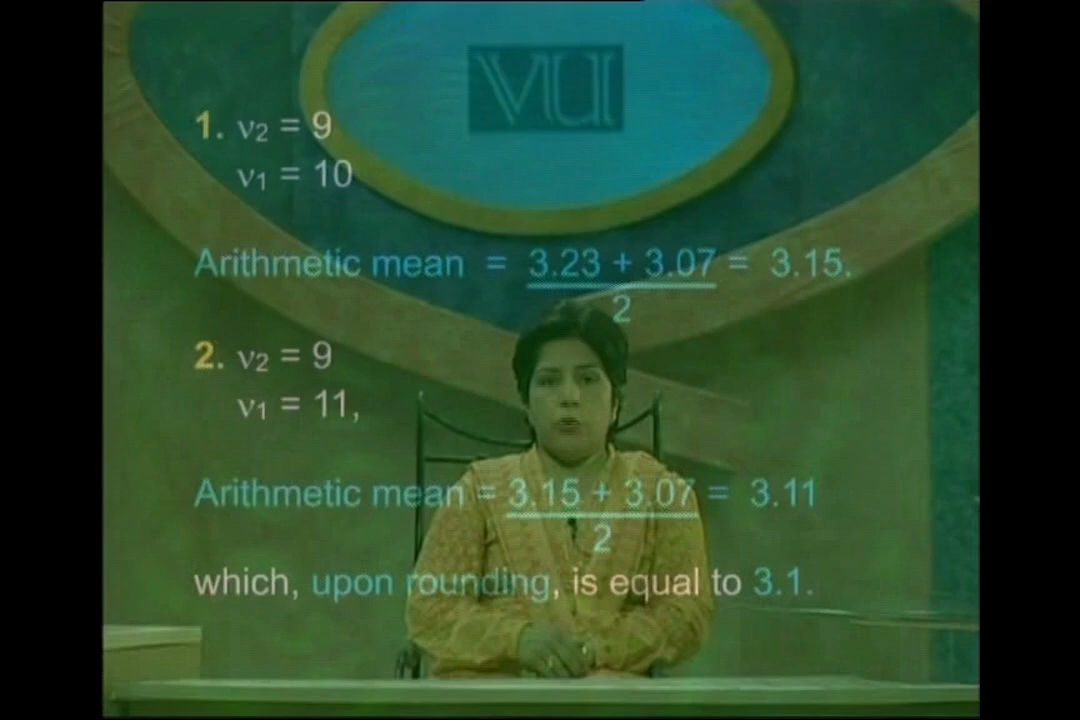 VU
1. ν2 = 9
ν1 = 10
Arithmetic mean = 3.23 + 3.07 = 3.15.
2
2. ν2 = 9
ν1 = 11,
Arithmetic mean = 3.15 + 3.07 = 3.11
2
which, upon rounding, is equal to 3.1.